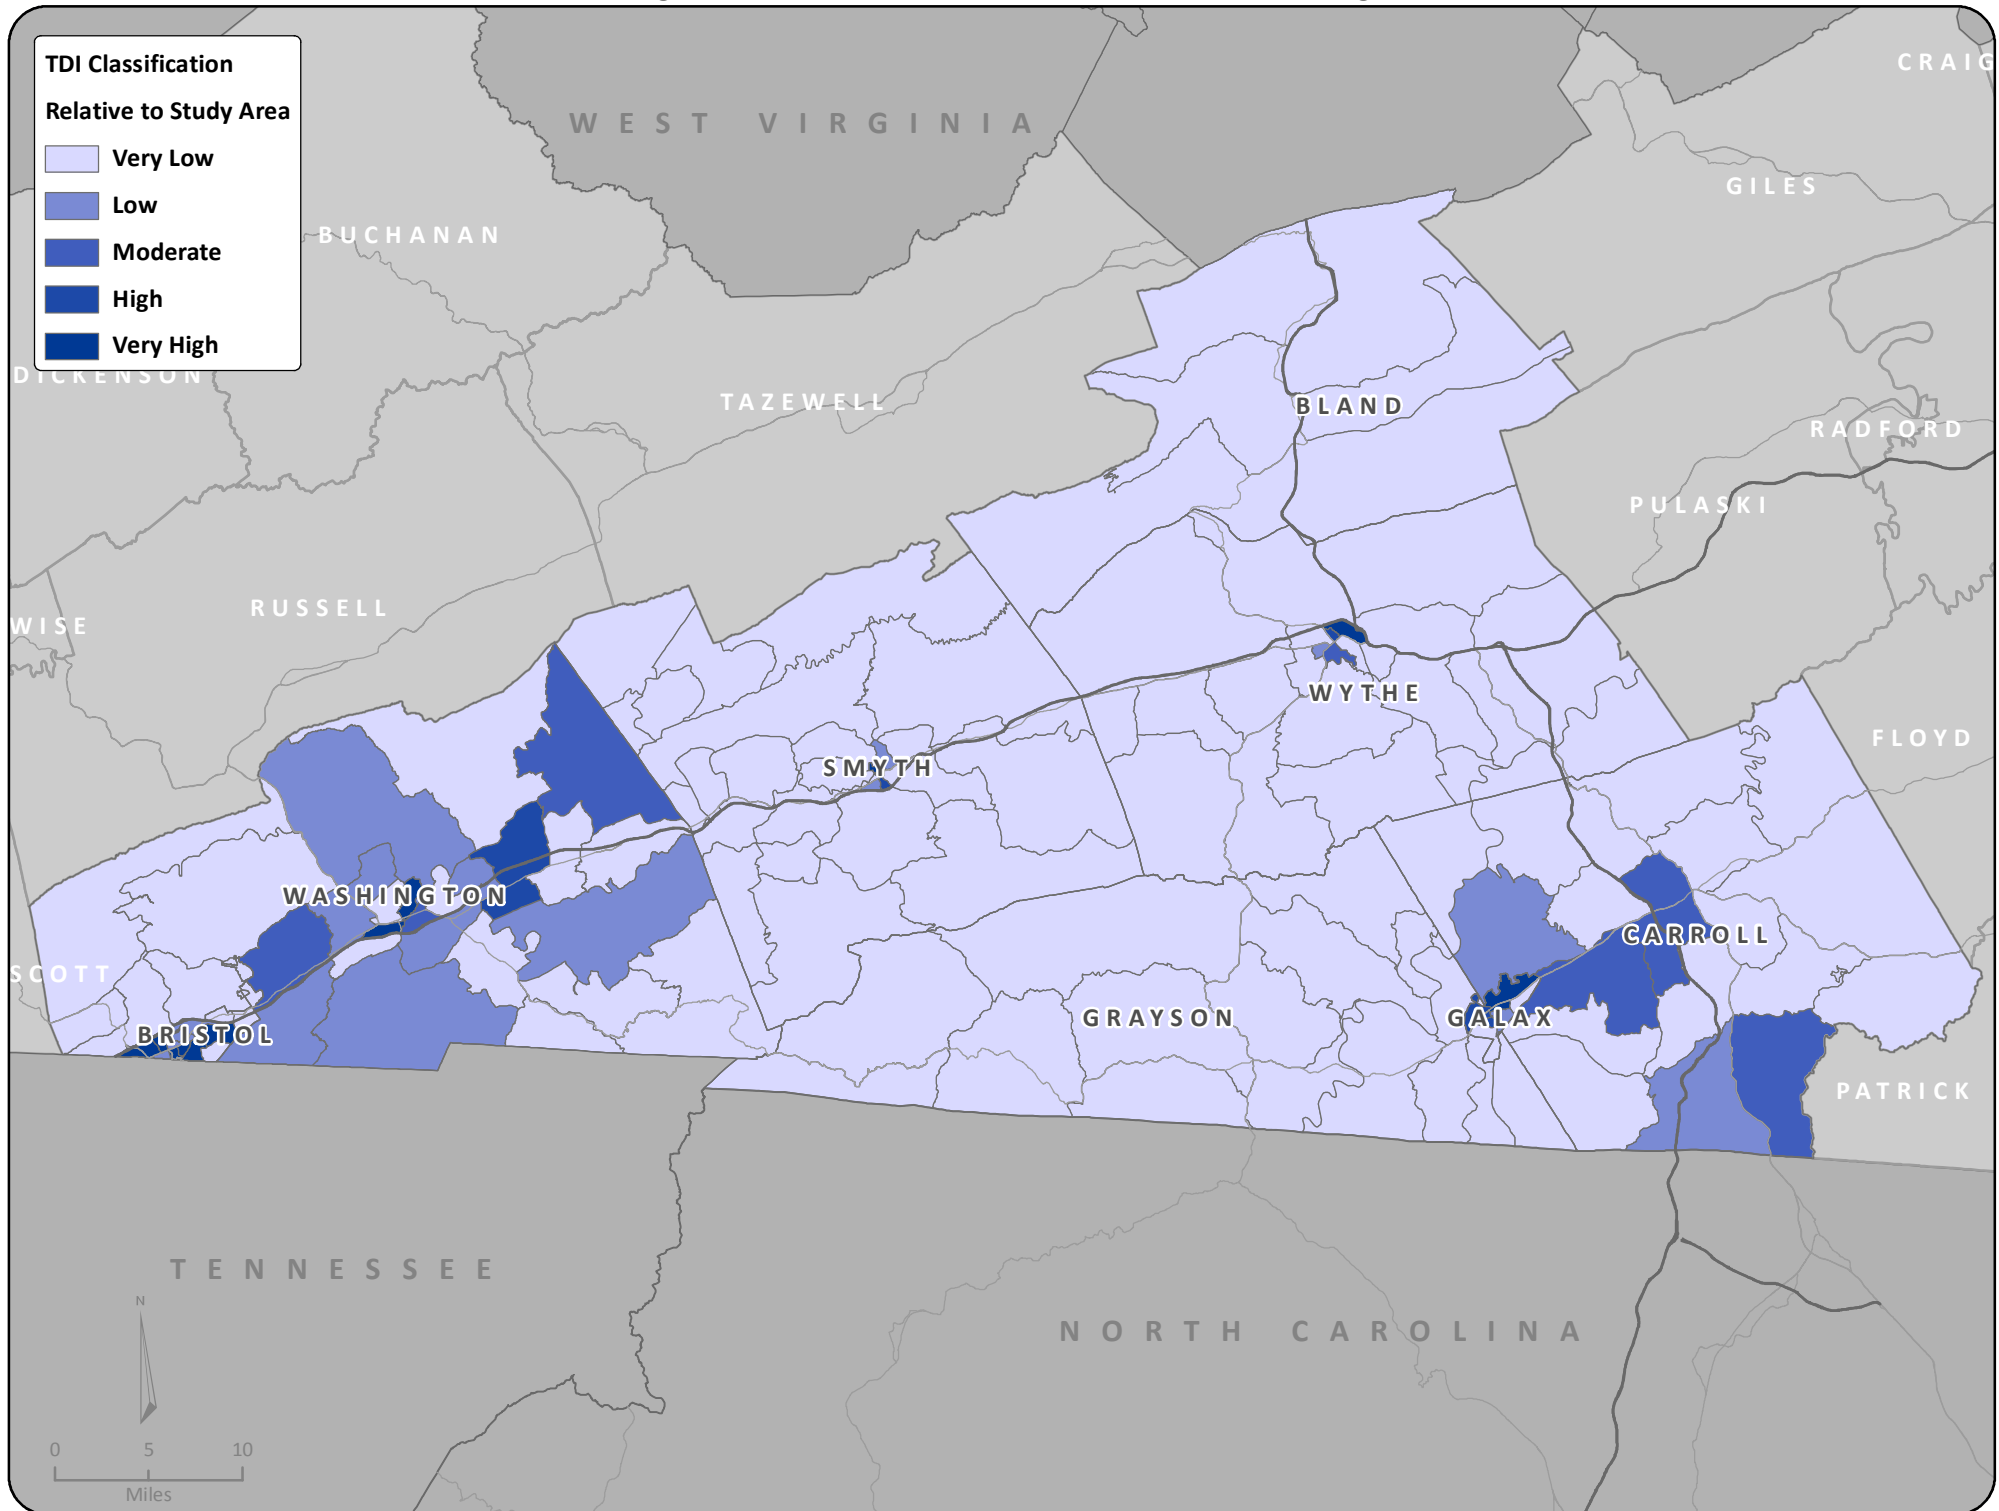 TDI Classification
Relative to Study Area
Very Low
Low
Moderate
High
Very High
WEST VIRGINIA
CRAIG
GILES
BUCHANAN
DICKENSON
TAZEWELL
BLAND
RADFORD
PULASKI
RUSSELL
WISE
WYTHE
FLOYD
SMYTH
WASHINGTON
CARROLL
SCOTT
BRISTOL
GRAYSON
GALAX
PATRICK
TENNESSEE
NORTH CAROLINA
N
0 5 10
Miles